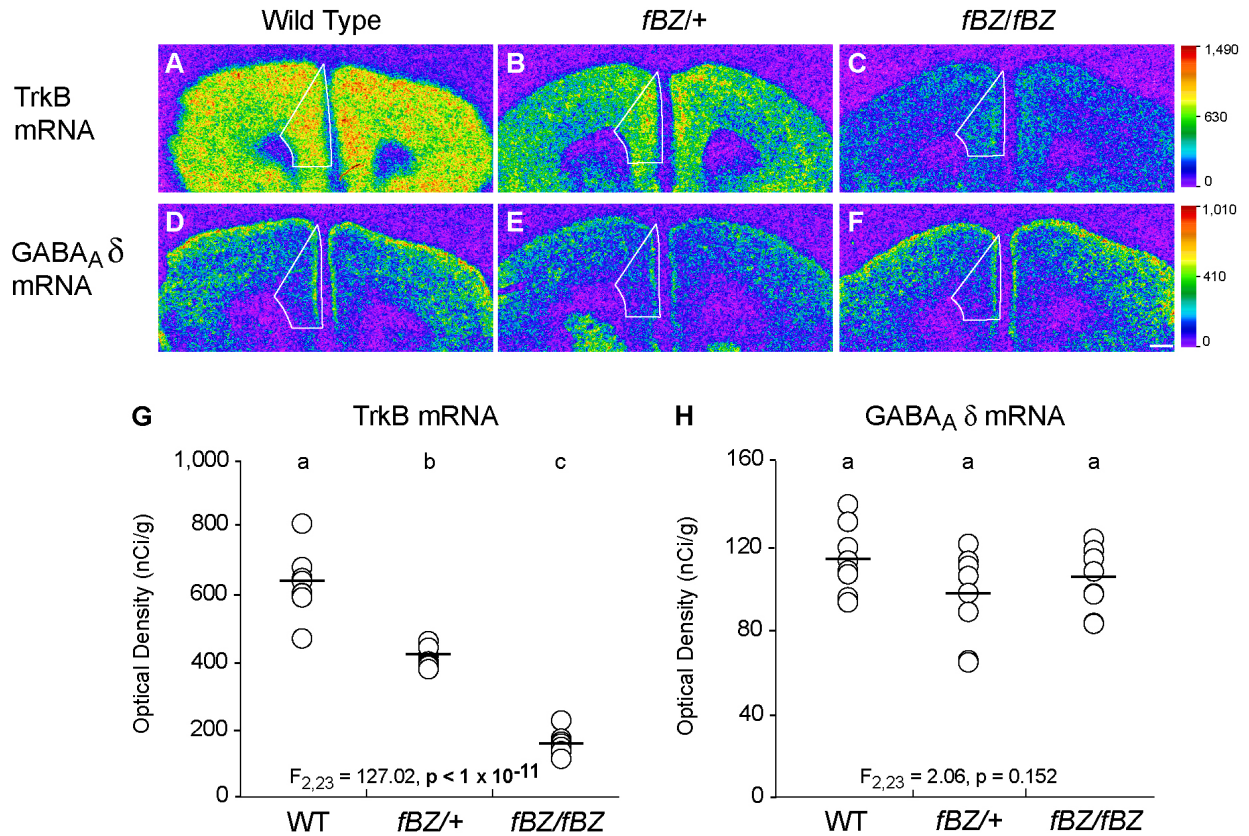 Wild Type fBZ/+ fBZ/fBZ
TrkB mRNA
A B C
1,490
630
0
GABAA δ mRNA
D E F
1,010
410
0
G TrkB mRNA
Optical Density (nCi/g)
1,000
800
600
400
200
0
a b c
F2,23 = 127.02, p < 1 x 10-11
WT fBZ/+ fBZ/fBZ
H GABAA δ mRNA
Optical Density (nCi/g)
160
120
80
40
0
a a a
F2,23 = 2.06, p = 0.152
WT fBZ/+ fBZ/fBZ